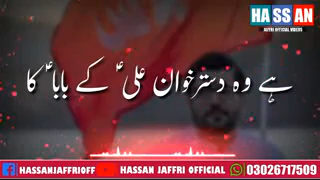 HASSAN
JAFFRI OFFICIAL VIDEOS
ہے وہ دسترخوان علیؑ کے باباؑ کا
HASSANJAFFRIOFF
HASSAN JAFFRI OFFICIAL
03026717509